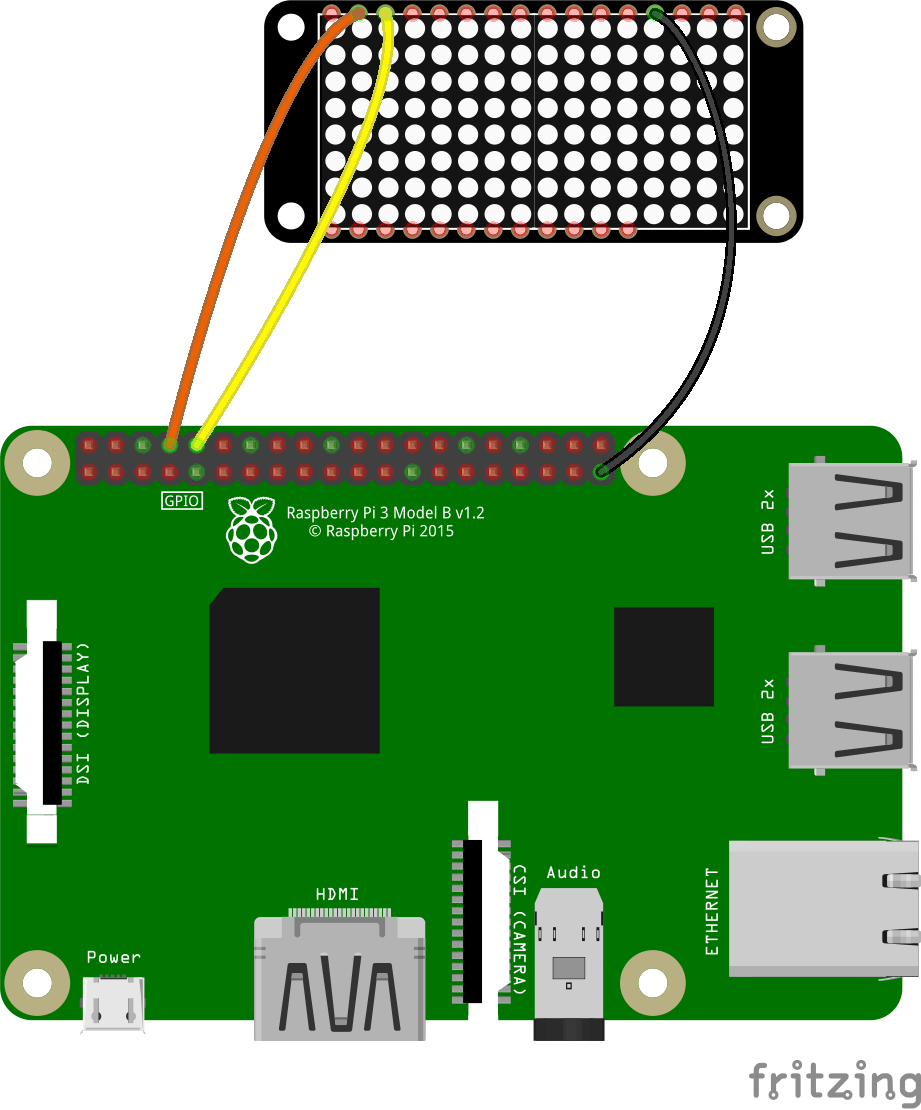 GPIO
Raspberry Pi 3 Model B v1.2
© Raspberry Pi 2015
USB 2x
DSI (DISPLAY)
USB 2x
CSI (CAMERA)
Audio
ETHERNET
HDMI
Power
fritzing